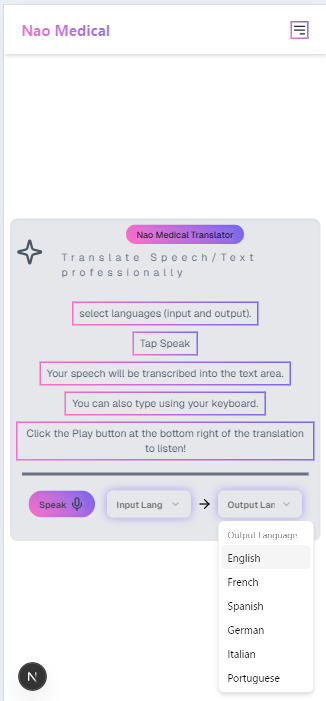 Nao Medical
Nao Medical Translator
Translate Speech/Text
professionally
select languages (input and output).
Tap Speak
Your speech will be transcribed into the text area.
You can also type using your keyboard.
Click the Play button at the bottom right of the translation
to listen!
Speak
Input Lang
Output Lan
Output Language
English
French
Spanish
German
Italian
Portuguese
N